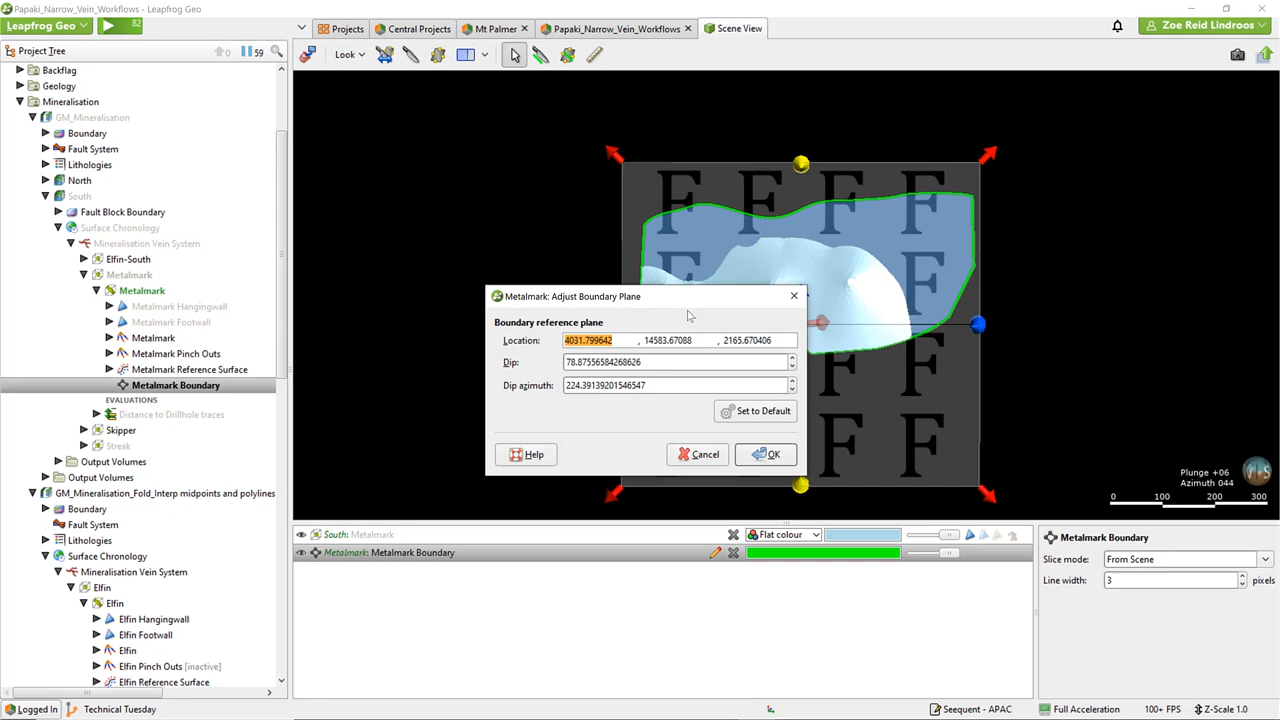 Papaki_Narrow_Vein_Workflows - Leapfrog Geo
Leapfrog Geo
82
Projects
Central Projects
Mt Palmer
Papaki_Narrow_Vein_Workflows
Scene View
Zoe Reid Lindroos
Project Tree
0
59
Look
Backflag
Geology
Mineralisation
GM_Mineralisation
Boundary
Fault System
Lithologies
North
South
Fault Block Boundary
Surface Chronology
Mineralisation Vein System
Elfin-South
Metalmark
Metalmark
Metalmark Hangingwall
Metalmark Footwall
Metalmark
Metalmark Pinch Outs
Metalmark Reference Surface
Metalmark Boundary
EVALUATIONS
Distance to Drillhole traces
Skipper
Streak
Output Volumes
Output Volumes
GM_Mineralisation_Fold_Interp midpoints and polylines
Boundary
Fault System
Lithologies
Surface Chronology
Mineralisation Vein System
Elfin
Elfin
Elfin Hangingwall
Elfin Footwall
Elfin
Elfin Pinch Outs [inactive]
Elfin Reference Surface
F F F F
F F
F F
F F
Metalmark: Adjust Boundary Plane
Boundary reference plane
Location: 4031.799642 , 14583.67088 , 2165.670406
Dip: 78.87556584268626
Dip azimuth: 224.39139201546547
Set to Default
Help
Cancel
OK
Plunge +06
Azimuth 044
0 100 200 300
South: Metalmark
Flat colour
Metalmark: Metalmark Boundary
Metalmark Boundary
Slice mode: From Scene
Line width: 3 pixels
Logged In
Technical Tuesday
Seequent - APAC
Full Acceleration
100+ FPS
Z-Scale 1.0